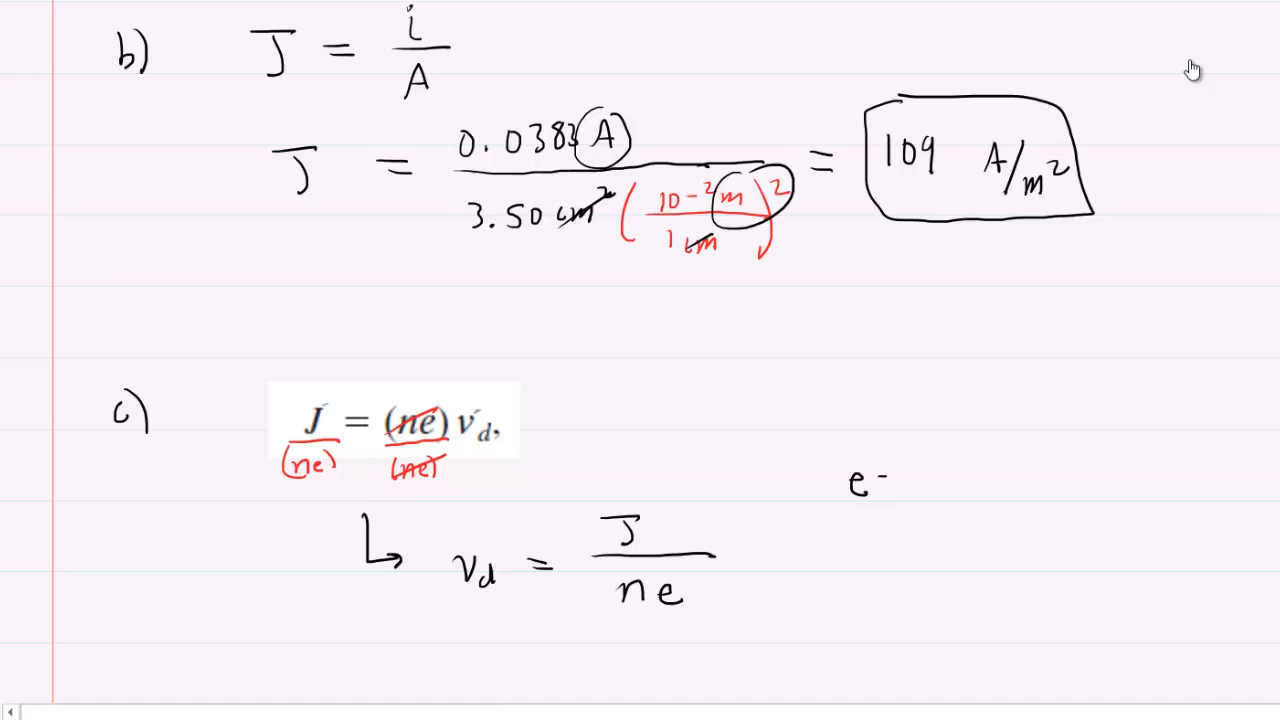 b) J = i/A
J = 0.0383 A / 3.50 cm² (10⁻² m / 1 cm)² = 109 A/m²
c) J = (ne) v_d,
(ne) (ne)
e -
v_d = J / ne